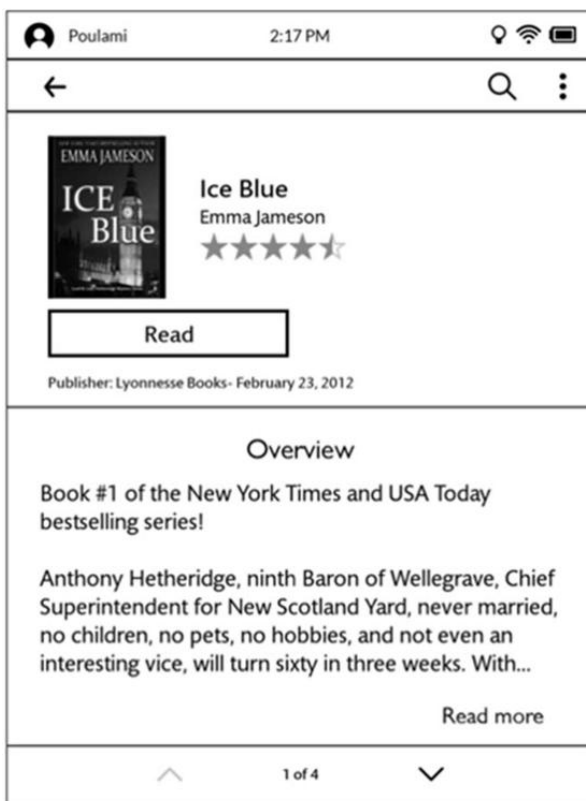 Poulami
2:17 PM
EMMA JAMESON
ICE
Blue
Ice Blue
Emma Jameson
Read
Publisher: Lyonnesse Books- February 23, 2012
Overview
Book #1 of the New York Times and USA Today
bestselling series!
Anthony Hetheridge, ninth Baron of Wellegrave, Chief
Superintendent for New Scotland Yard, never married,
no children, no pets, no hobbies, and not even an
interesting vice, will turn sixty in three weeks. With...
Read more
1 of 4